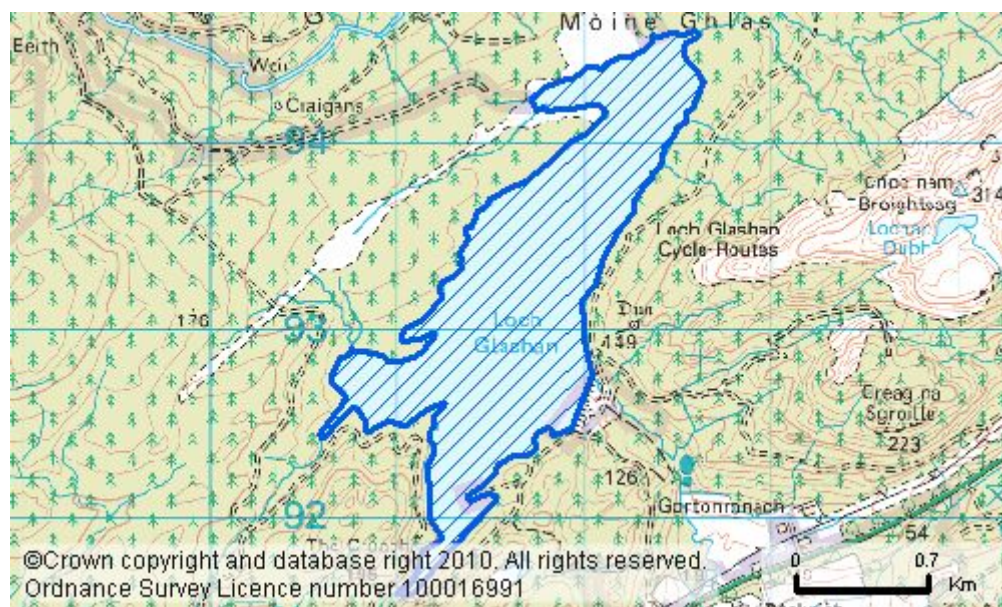 Mòine Ghlas
Craigans
94
Cnoc nam
Broighleag
314
Loch Glashan
Cycle Routes
Lochan
Dubh
Dun
176
93
Loch
Glashan
149
Creag na
Sgroille
223
126
Gortonronach
92
54
©Crown copyright and database right 2010. All rights reserved.
Ordnance Survey Licence number 100016991
0
0.7
Km